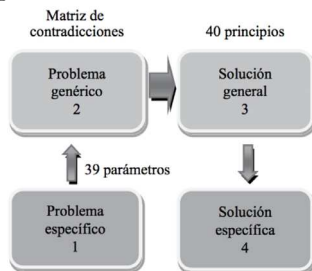 Matriz de
contradicciones
40 principios
Problema
genérico
2
Solución
general
3
39 parámetros
Problema
específico
1
Solución
específica
4